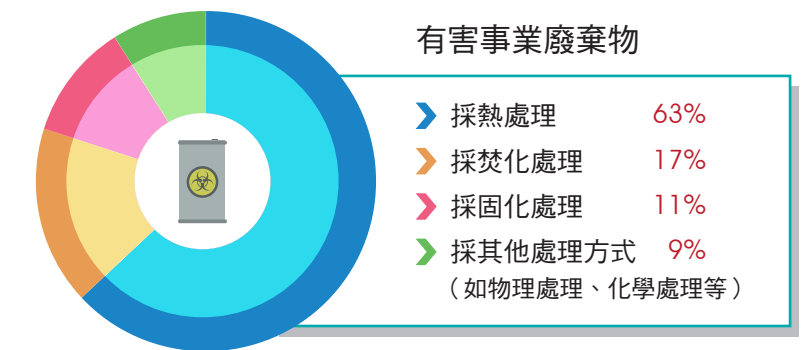 有害事業廢棄物
採熱處理 63%
採焚化處理 17%
採固化處理 11%
採其他處理方式 9%
（如物理處理、化學處理等）